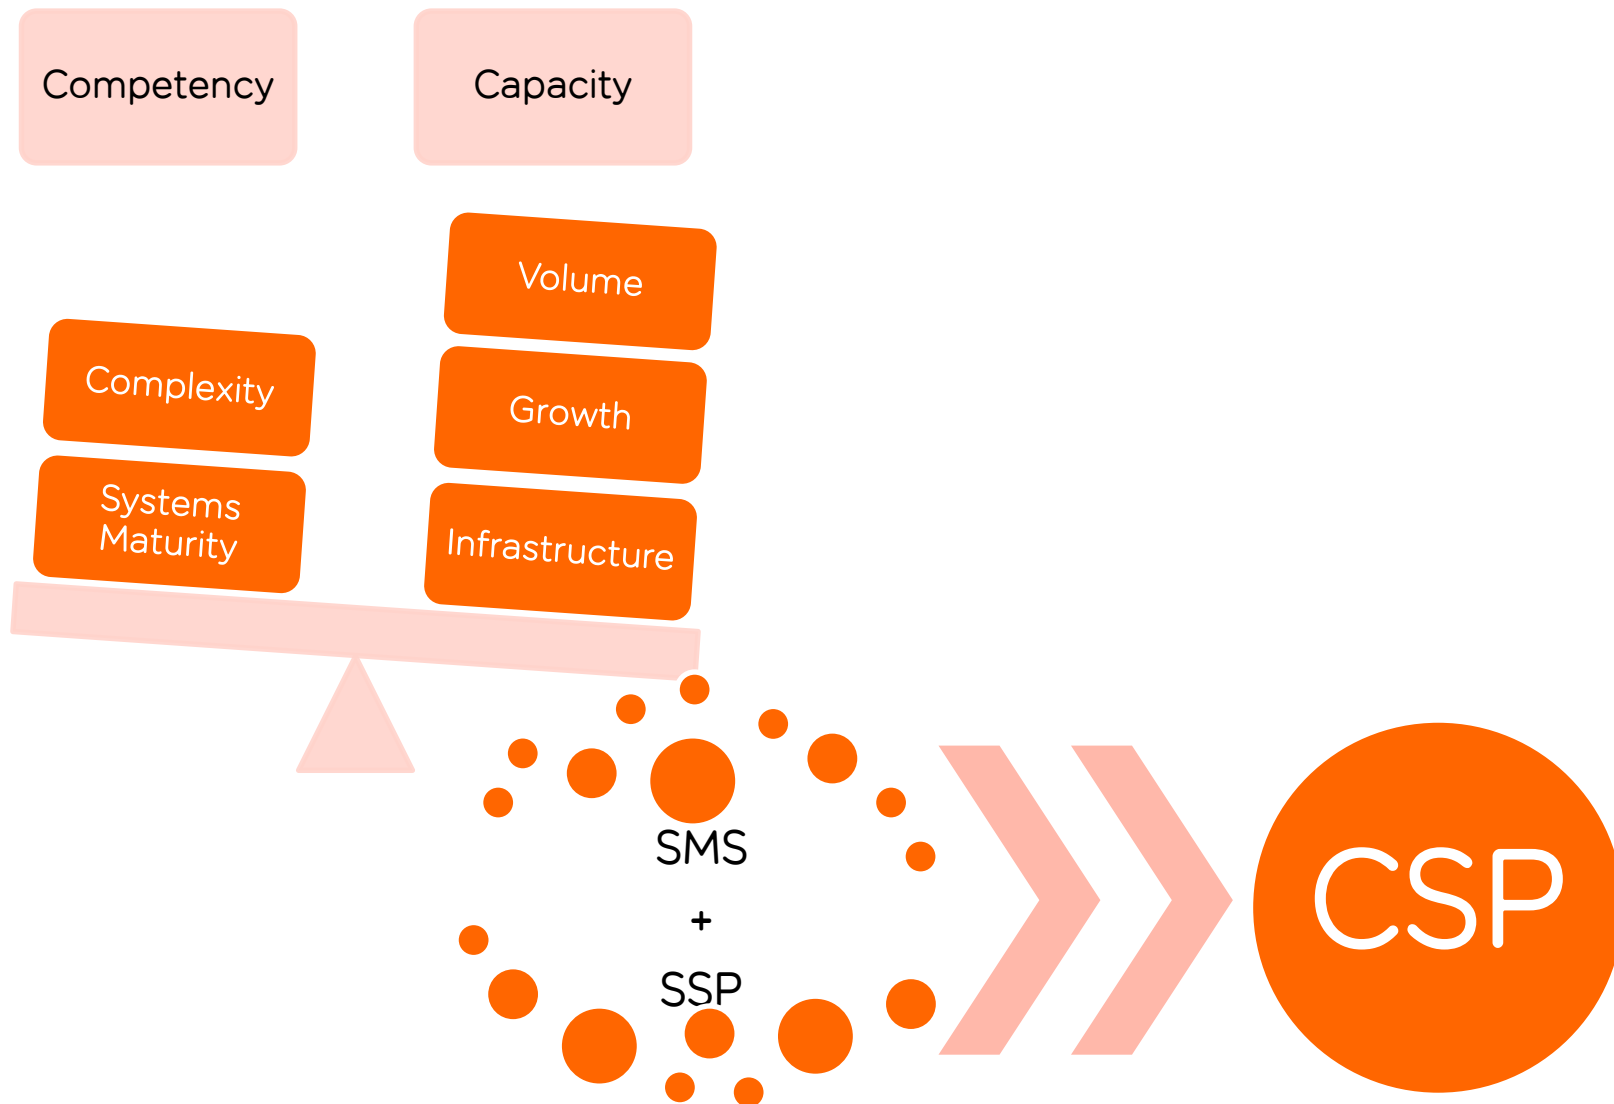 Competency
Capacity
Volume
Complexity
Growth
Systems
Maturity
Infrastructure
SMS
+
SSP
CSP